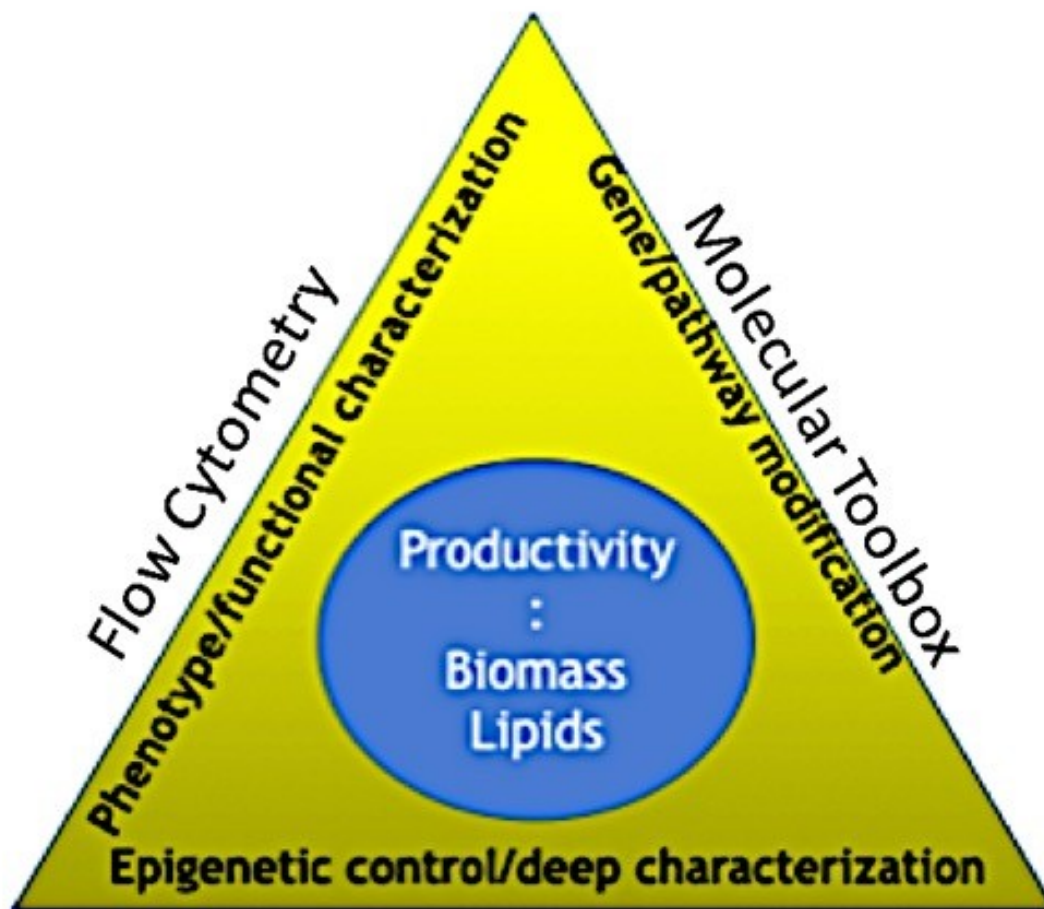 Flow Cytometry
Phenotype/functional characterization
Gene/pathway modification
Molecular Toolbox
Productivity
:
Biomass
Lipids
Epigenetic control/deep characterization